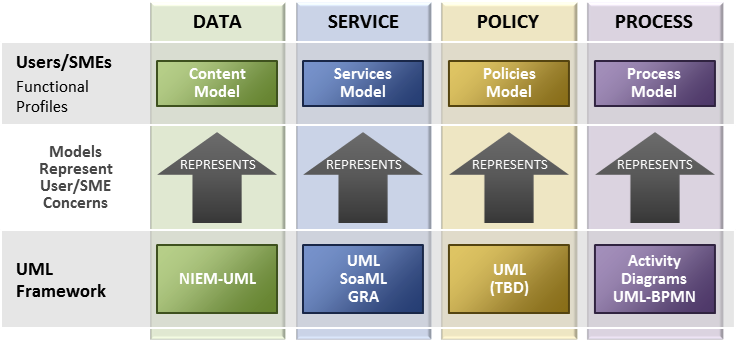 DATA
SERVICE
POLICY
PROCESS
Users/SMEs
Functional
Profiles
Content
Model
Services
Model
Policies
Model
Process
Model
Models
Represent
User/SME
Concerns
REPRESENTS
REPRESENTS
REPRESENTS
REPRESENTS
UML
Framework
NIEM-UML
UML
SoaML
GRA
UML
(TBD)
Activity
Diagrams
UML-BPMN